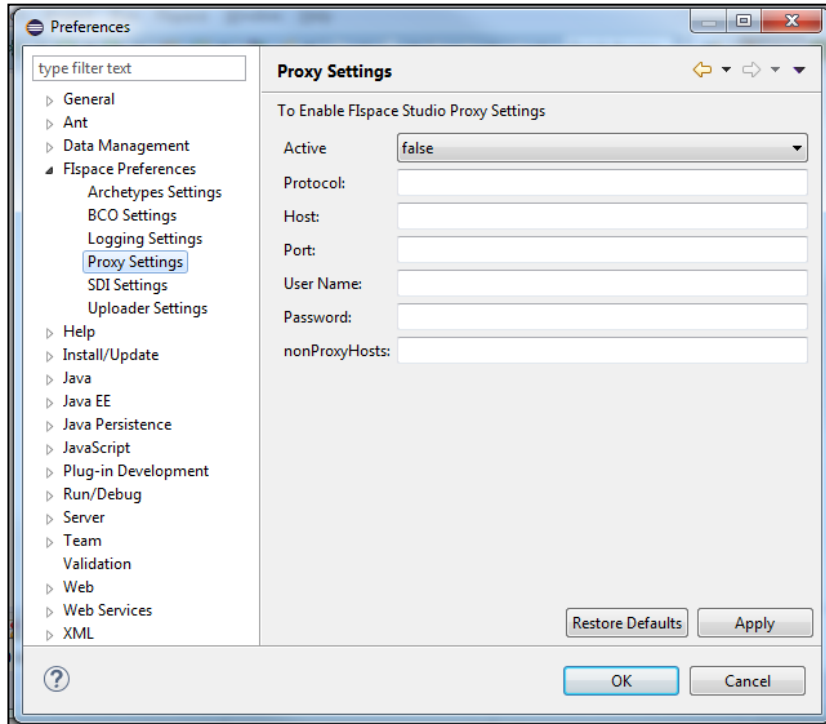 Preferences
type filter text
General
Ant
Data Management
FIspace Preferences
Archetypes Settings
BCO Settings
Logging Settings
Proxy Settings
SDI Settings
Uploader Settings
Help
Install/Update
Java
Java EE
Java Persistence
JavaScript
Plug-in Development
Run/Debug
Server
Team
Validation
Web
Web Services
XML
Proxy Settings
To Enable FIspace Studio Proxy Settings
Active false
Protocol:
Host:
Port:
User Name:
Password:
nonProxyHosts:
Restore Defaults Apply
? OK Cancel